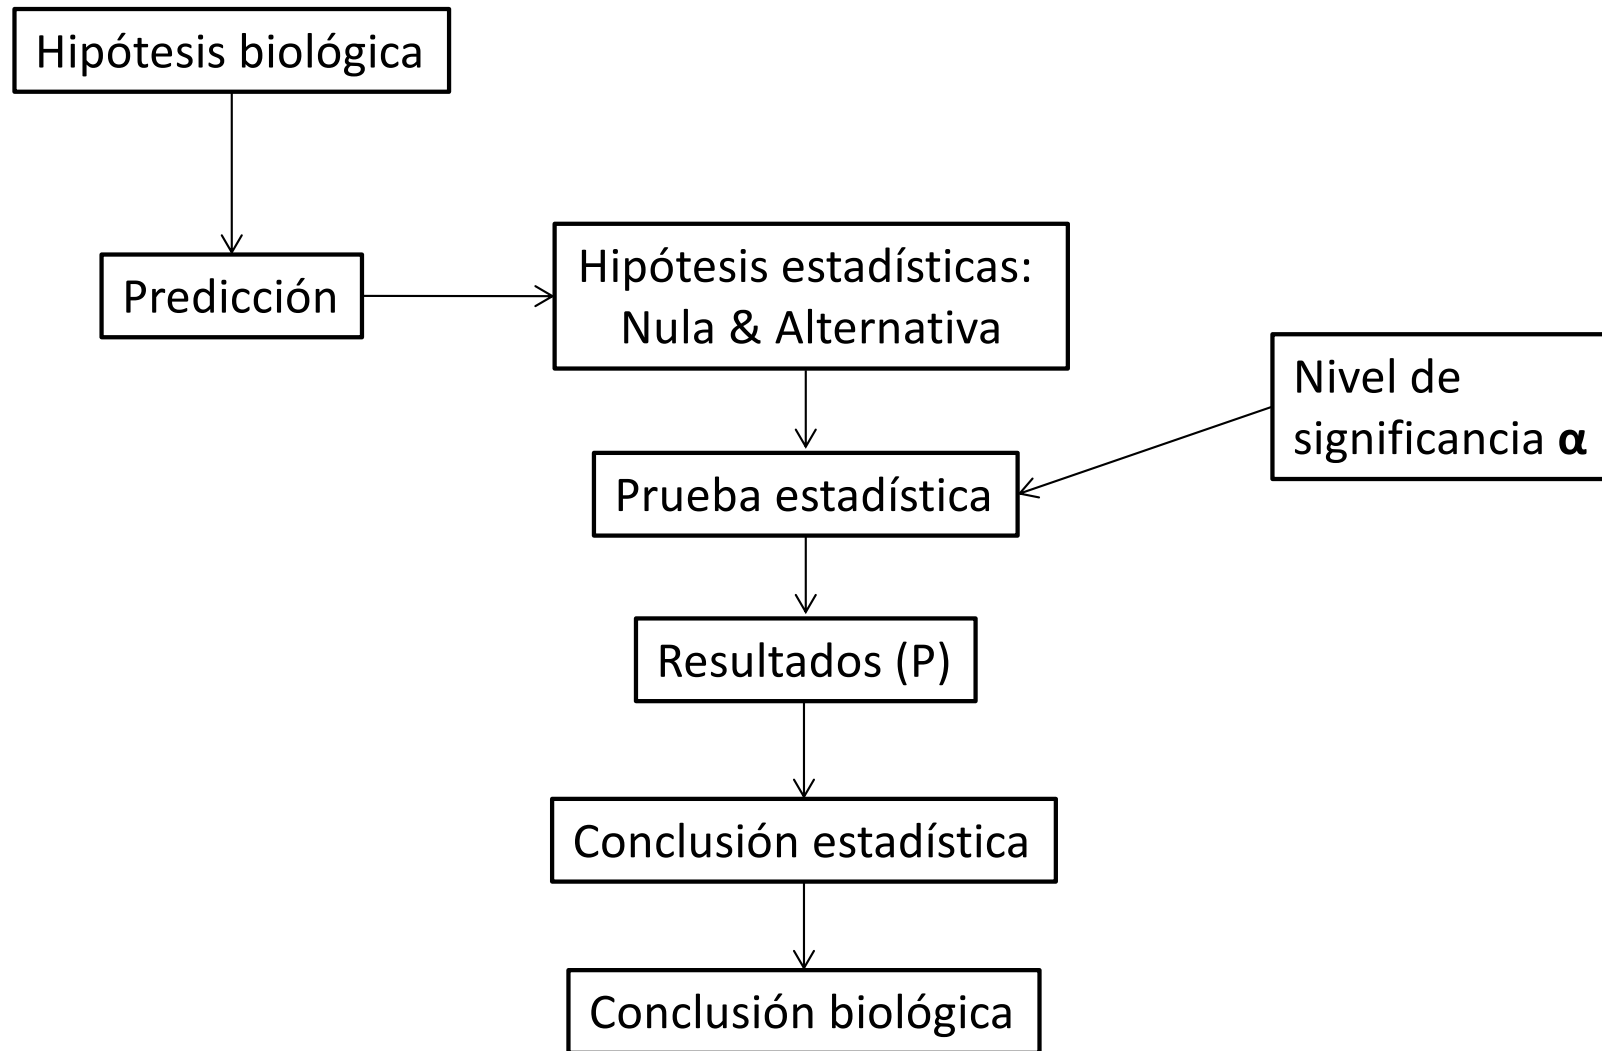 Hipótesis biológica
Predicción
Hipótesis estadísticas:
Nula & Alternativa
Nivel de
significancia α
Prueba estadística
Resultados (P)
Conclusión estadística
Conclusión biológica